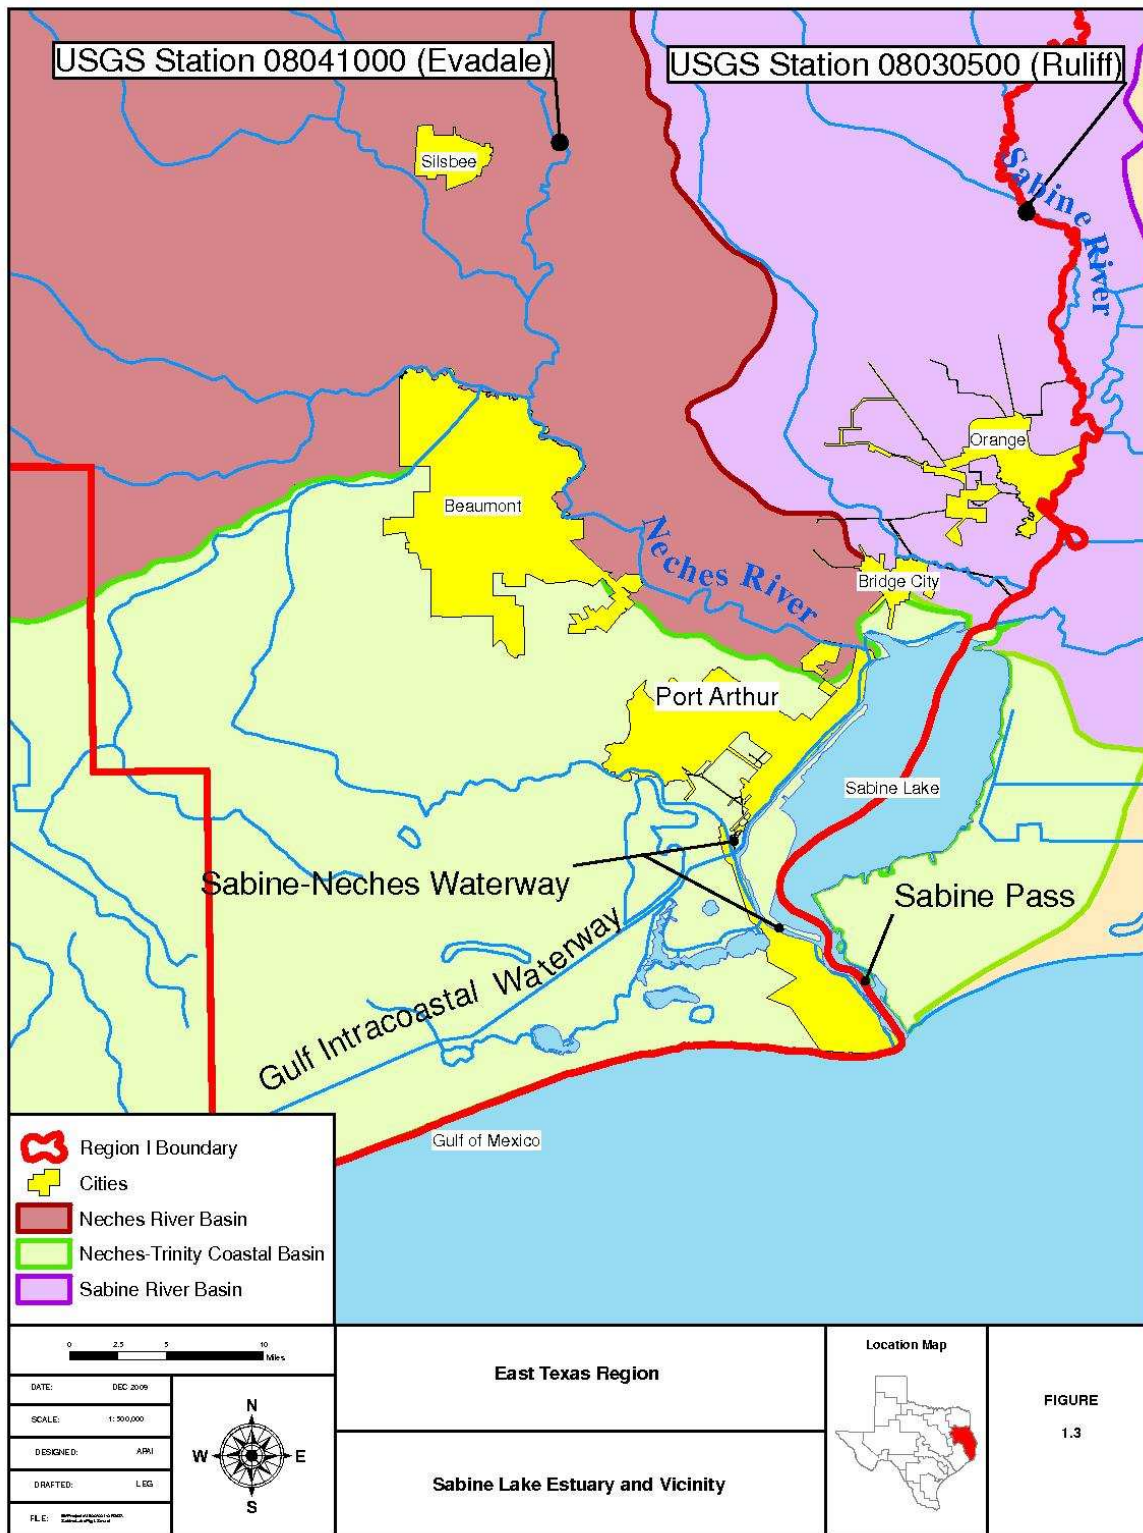 USGS Station 08041000 (Evadale)
USGS Station 08030500 (Ruliff)
Silsbee
Sabine River
Orange
Beaumont
Neches River
Bridge City
Port Arthur
Sabine Lake
Sabine-Neches Waterway
Sabine Pass
Gulf Intracoastal Waterway
Gulf of Mexico
Region I Boundary
Cities
Neches River Basin
Neches-Trinity Coastal Basin
Sabine River Basin
0 2.5 5 10
Miles
DATE: DEC 2009
SCALE: 1:500,000
DESIGNED: APAI
DRAFTED: LEG
FILE:
N
W E
S
East Texas Region
Sabine Lake Estuary and Vicinity
Location Map
FIGURE
1.3